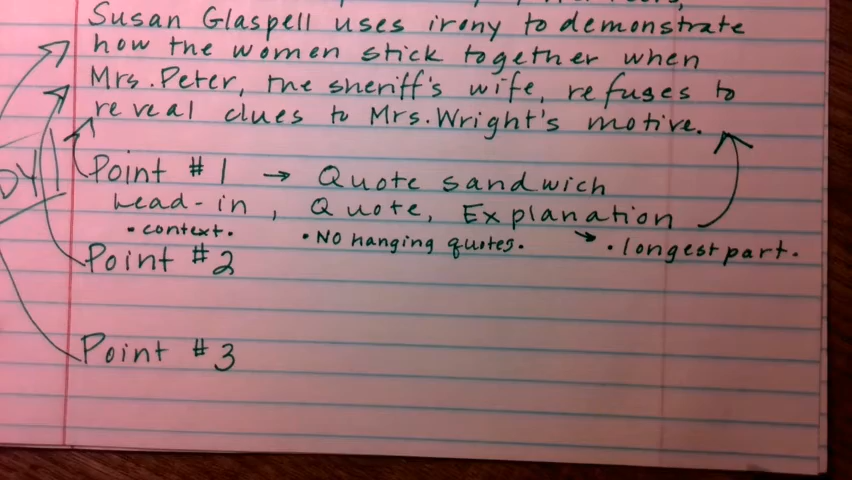 Susan Glaspell uses irony to demonstrate
how the women stick together when
Mrs. Peter, the sheriff's wife, refuses to
reveal clues to Mrs. Wright's motive.
Point #1 → Quote sandwich
Lead-in, Quote, Explanation
• context. • No hanging quotes. → • longest part.
Point #2
Point #3